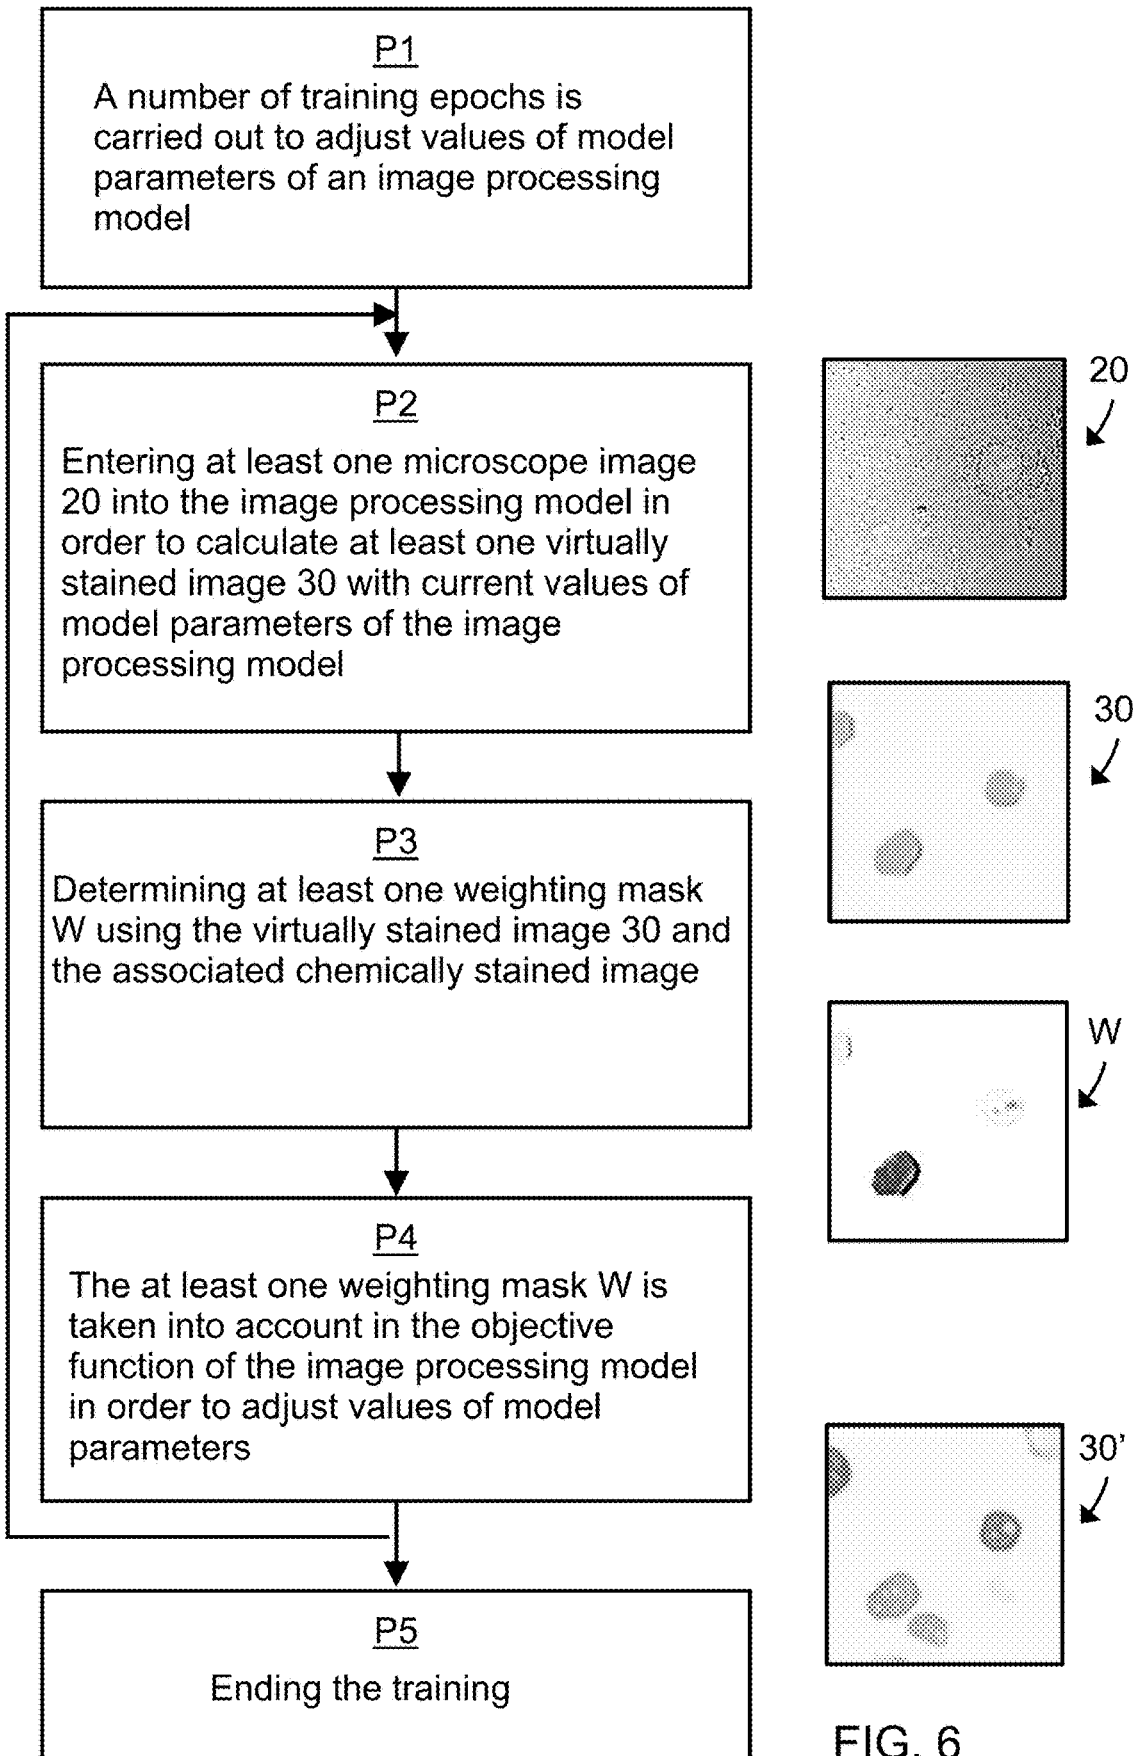 P1
A number of training epochs is
carried out to adjust values of model
parameters of an image processing
model
P2
Entering at least one microscope image
20 into the image processing model in
order to calculate at least one virtually
stained image 30 with current values of
model parameters of the image
processing model
20
30
P3
Determining at least one weighting mask
W using the virtually stained image 30 and
the associated chemically stained image
W
P4
The at least one weighting mask W is
taken into account in the objective
function of the image processing model
in order to adjust values of model
parameters
30'
P5
Ending the training
FIG. 6